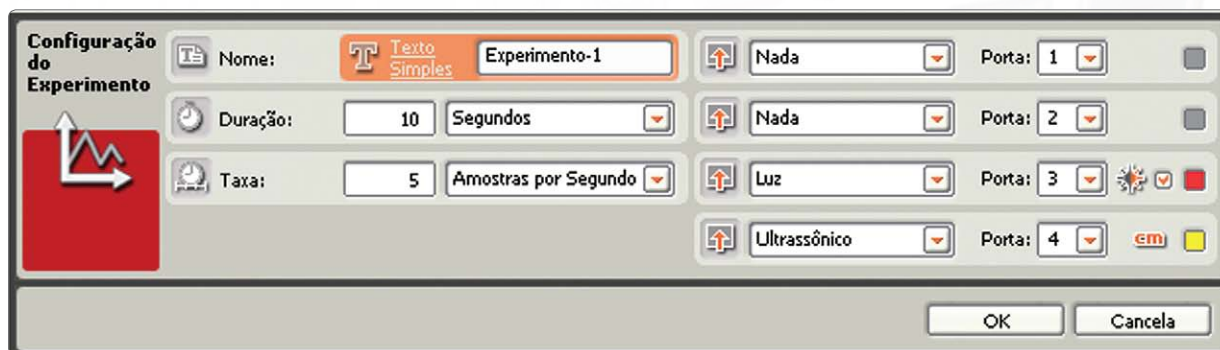 Configuração
do
Experimento
Nome:
Texto
Simples
Experimento-1
Duração:
10
Segundos
Taxa:
5
Amostras por Segundo
Nada
Porta:
1
Nada
Porta:
2
Luz
Porta:
3
Ultrassônico
Porta:
4
cm
OK
Cancela